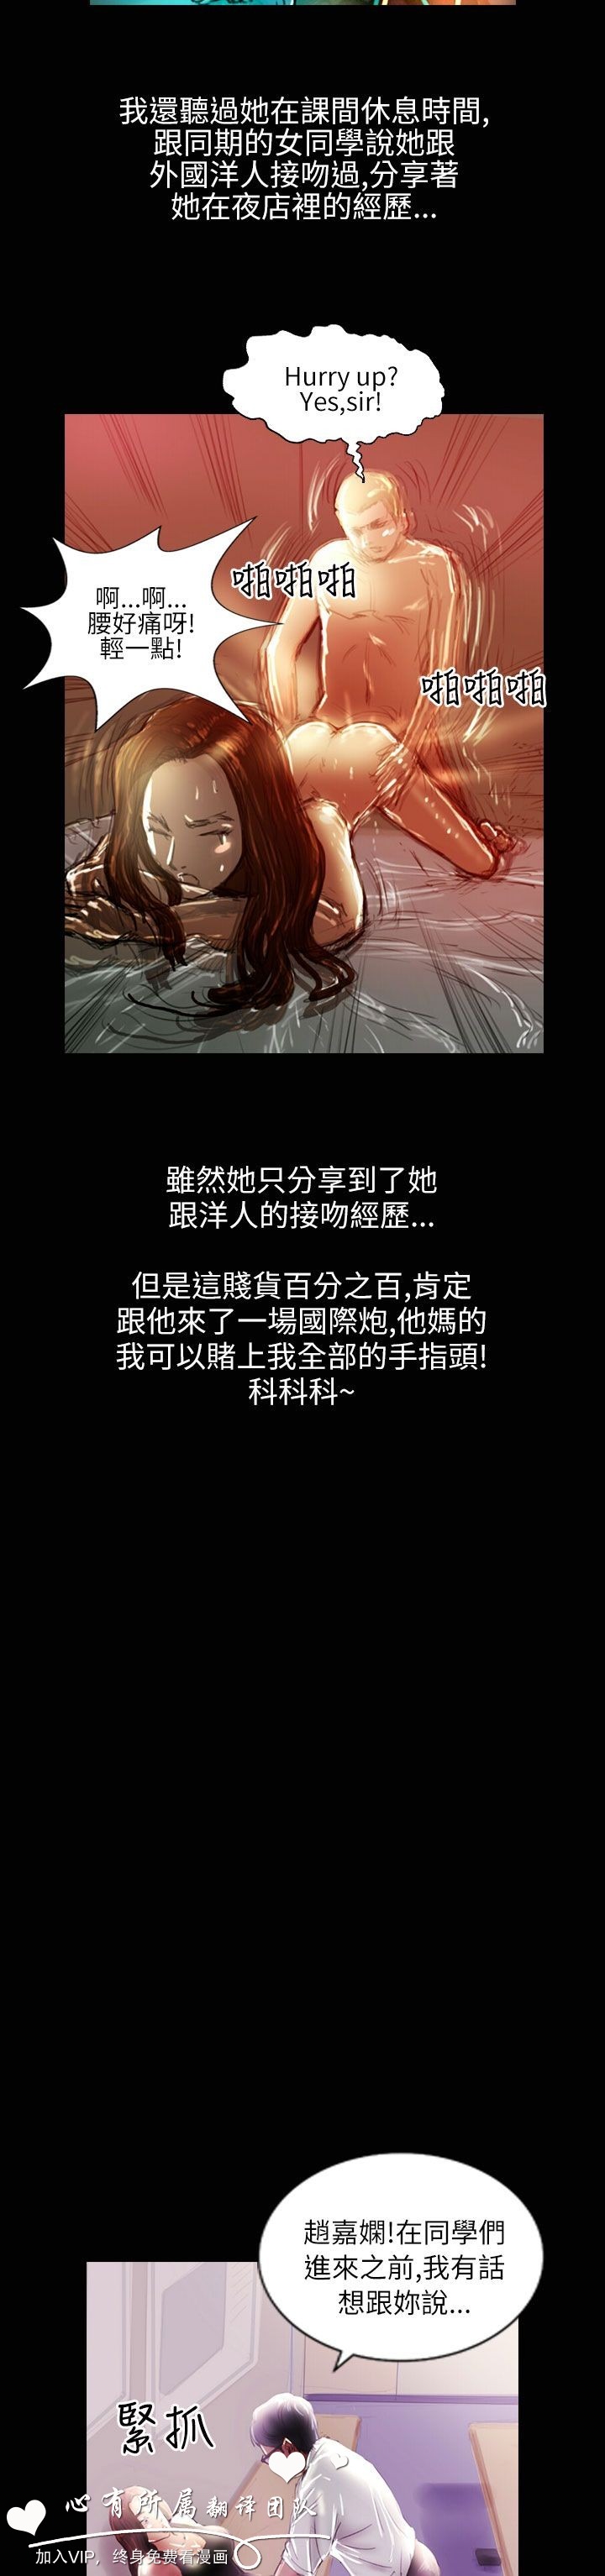 我還聽過她在課間休息時間,
跟同期的女同學說她跟
外國洋人接吻過,分享著
她在夜店裡的經歷...
Hurry up?
Yes,sir!
啪啪啪
啊...啊...
腰好痛呀!
輕一點!
啪啪啪
雖然她只分享到了她
跟洋人的接吻經歷...
但是這賤貨百分之百,肯定
跟他來了一場國際炮,他媽的
我可以賭上我全部的手指頭!
科科科~
趙嘉嫻!在同學們
進來之前,我有話
想跟妳說...
緊抓
心有所属翻译团队
加入VIP，终身免费看漫画